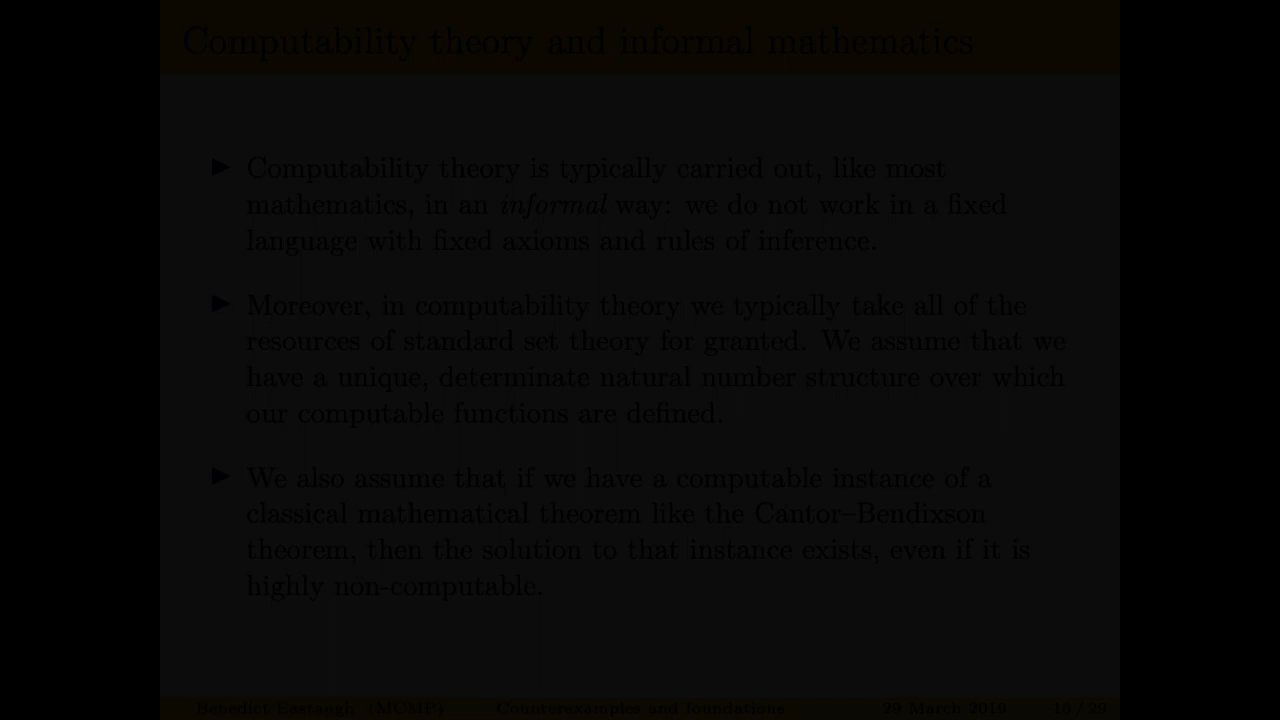 Computability theory and informal mathematics
▶ Computability theory is typically carried out, like most
mathematics, in an informal way: we do not work in a fixed
language with fixed axioms and rules of inference.
▶ Moreover, in computability theory we typically take all of the
resources of standard set theory for granted. We assume that we
have a unique, determinate natural number structure over which
our computable functions are defined.
▶ We also assume that if we have a computable instance of a
classical mathematical theorem like the Cantor–Bendixson
theorem, then the solution to that instance exists, even if it is
highly non-computable.
Benedict Eastaugh (MCMP) Counterexamples and foundations 29 March 2019 / 29